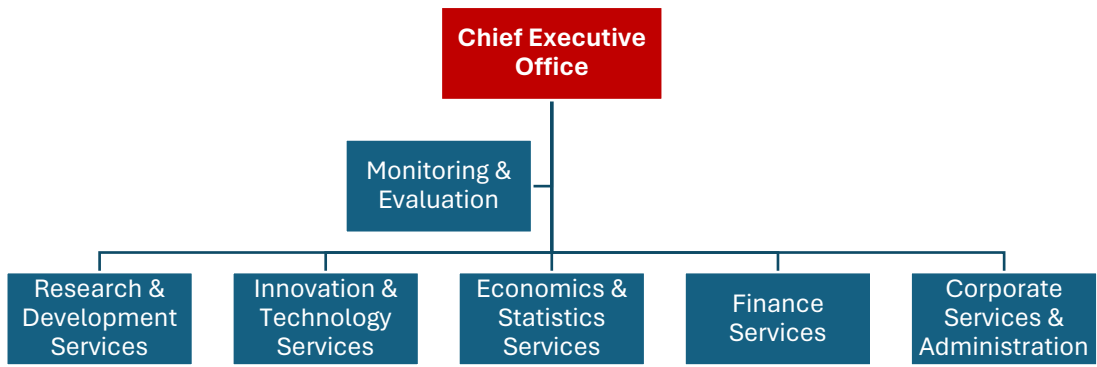 Chief Executive
Office
Monitoring &
Evaluation
Research &
Development
Services
Innovation &
Technology
Services
Economics &
Statistics
Services
Finance
Services
Corporate
Services &
Administration